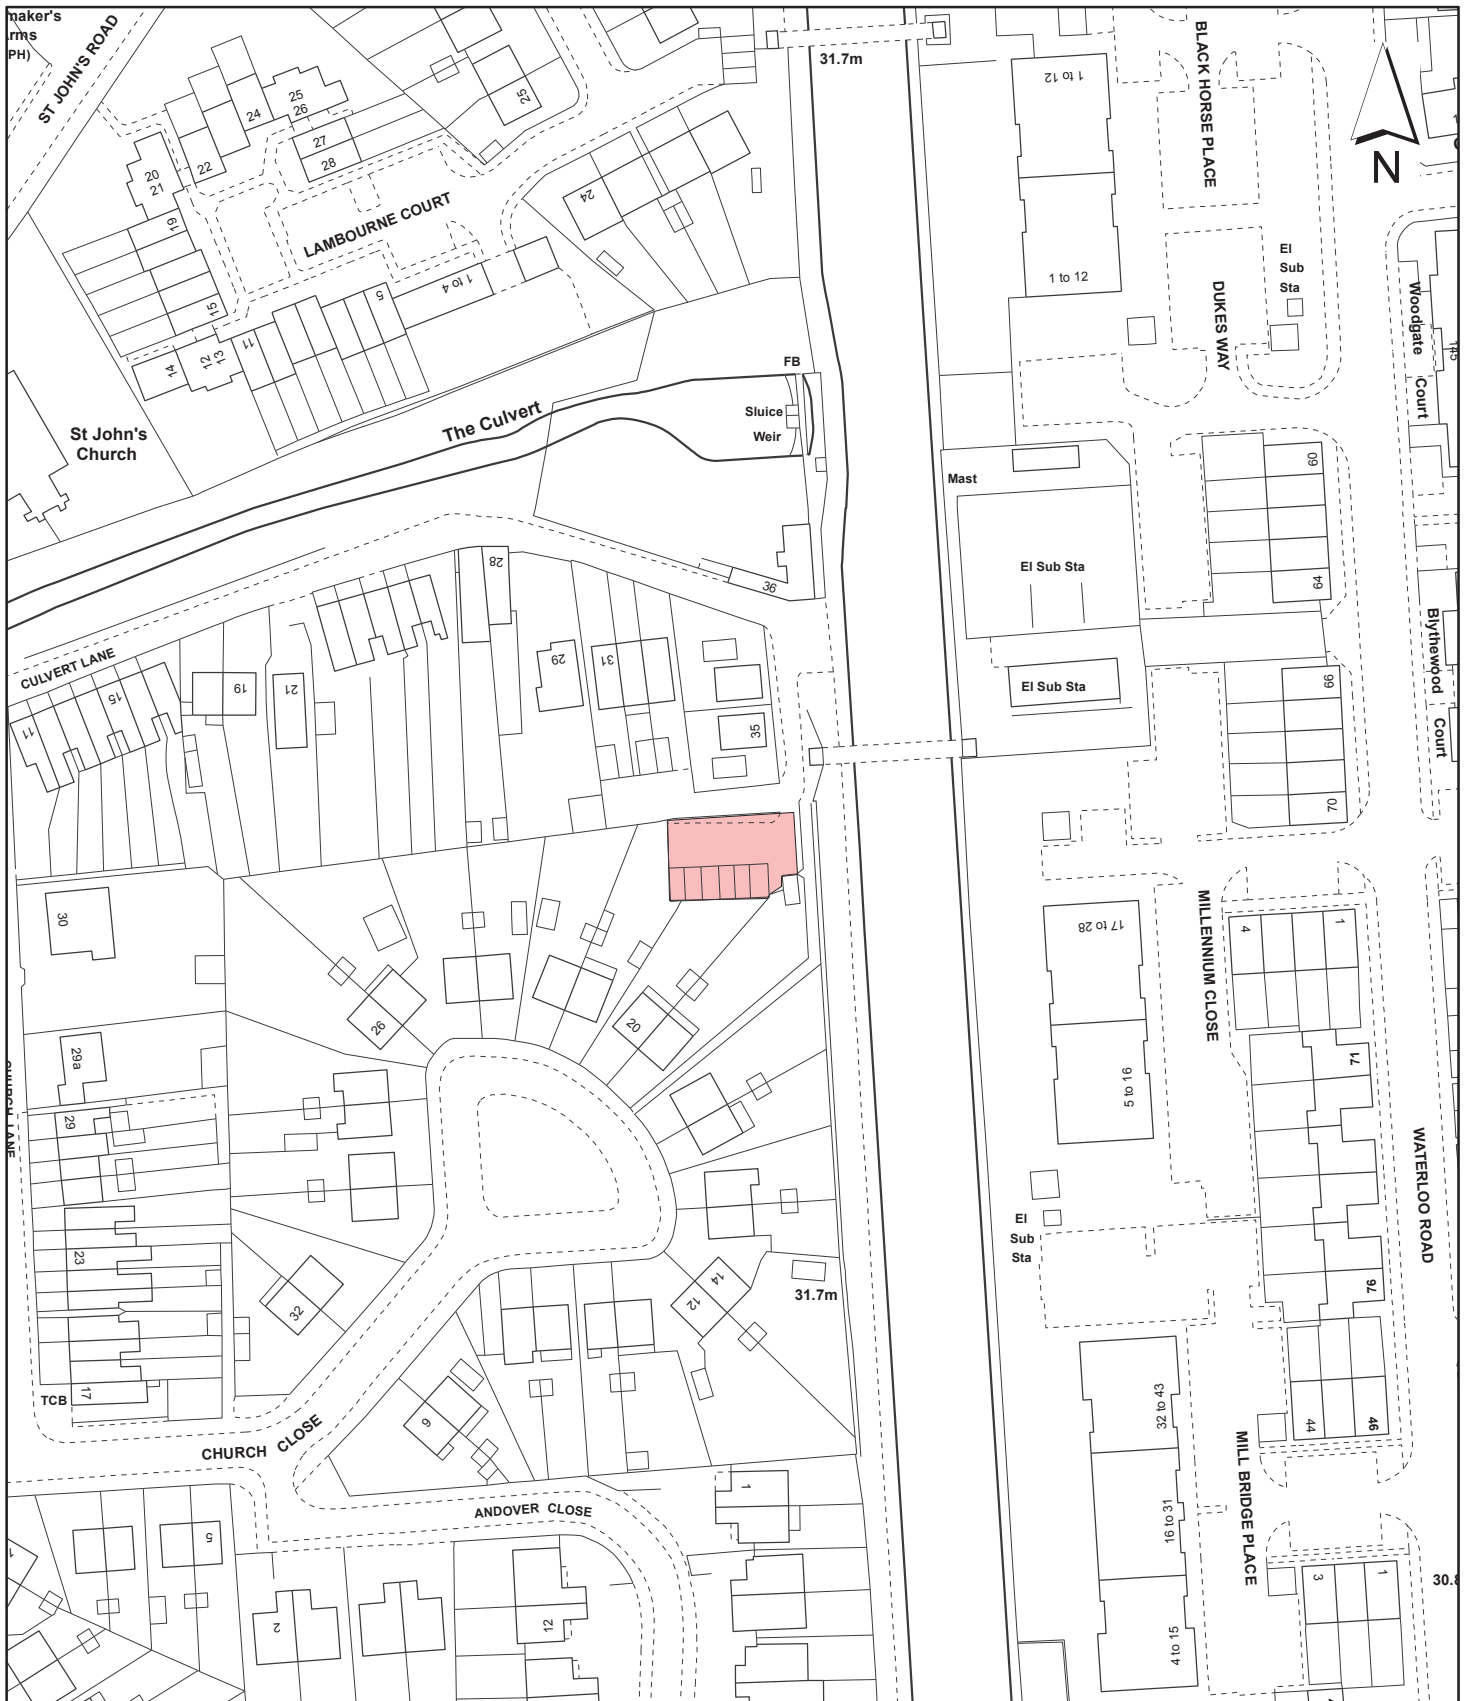 maker's
rms
PH)
ST JOHN'S ROAD
24
25
26
27
28
22
20
21
19
15
14
12
13
11
5
1 to 4
LAMBOURNE COURT
25
24
31.7m
1 to 12
1 to 12
BLACK HORSE PLACE
N
El
Sub
Sta
DUKES WAY
Woodgate
Court
145
St John's
Church
The Culvert
FB
Sluice
Weir
Mast
El Sub Sta
El Sub Sta
60
64
66
70
Blythewood
Court
CULVERT LANE
11
15
19
21
28
29
31
35
36
30
29a
29
23
17
TCB
CHURCH LANE
26
20
32
14
12
9
31.7m
CHURCH CLOSE
ANDOVER CLOSE
1
5
2
12
17 to 28
5 to 16
MILLENNIUM CLOSE
4
1
71
76
44
46
WATERLOO ROAD
El
Sub
Sta
32 to 43
16 to 31
4 to 15
MILL BRIDGE PLACE
3
1
30.8